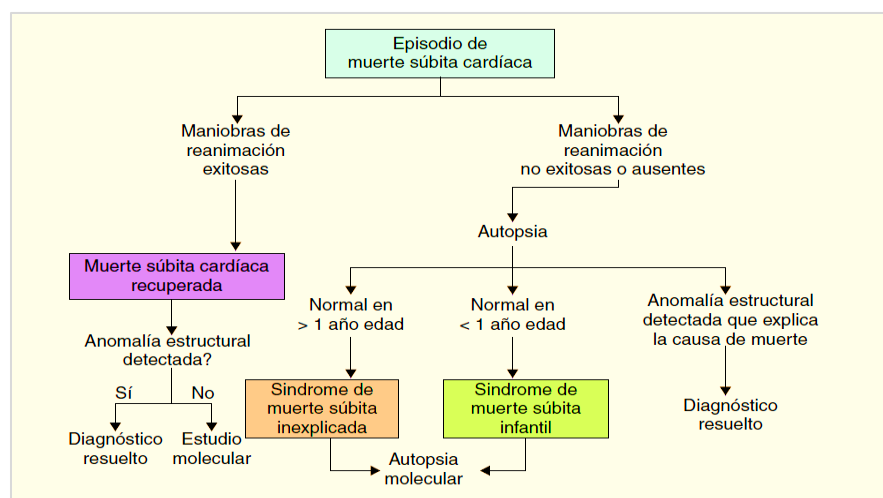 Episodio de
muerte súbita cardíaca
Maniobras de
reanimación
exitosas
Maniobras de
reanimación
no exitosas o ausentes
Autopsia
Muerte súbita cardíaca
recuperada
Normal en
> 1 año edad
Normal en
< 1 año edad
Anomalía estructural
detectada que explica
la causa de muerte
Anomalía estructural
detectada?
Sí
No
Diagnóstico
resuelto
Estudio
molecular
Sindrome de
muerte súbita
inexplicada
Sindrome de
muerte súbita
infantil
Diagnóstico
resuelto
Autopsia
molecular